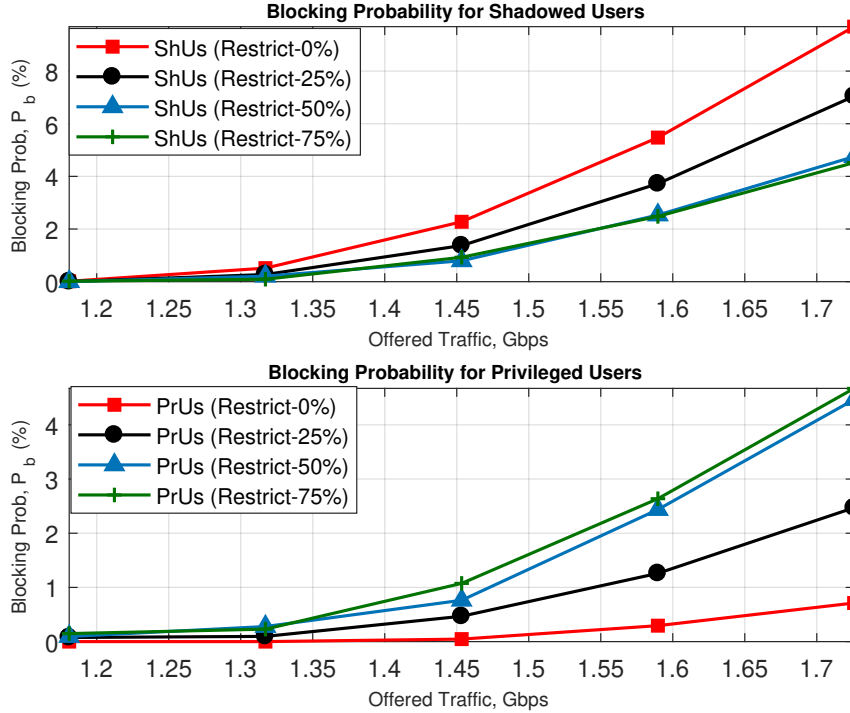 Blocking Probability for Shadowed Users
Blocking Prob, P_b (%)
8
6
4
2
0
ShUs (Restrict-0%)
ShUs (Restrict-25%)
ShUs (Restrict-50%)
ShUs (Restrict-75%)
1.2 1.25 1.3 1.35 1.4 1.45 1.5 1.55 1.6 1.65 1.7
Offered Traffic, Gbps
Blocking Probability for Privileged Users
Blocking Prob, P_b (%)
4
3
2
1
0
PrUs (Restrict-0%)
PrUs (Restrict-25%)
PrUs (Restrict-50%)
PrUs (Restrict-75%)
1.2 1.25 1.3 1.35 1.4 1.45 1.5 1.55 1.6 1.65 1.7
Offered Traffic, Gbps